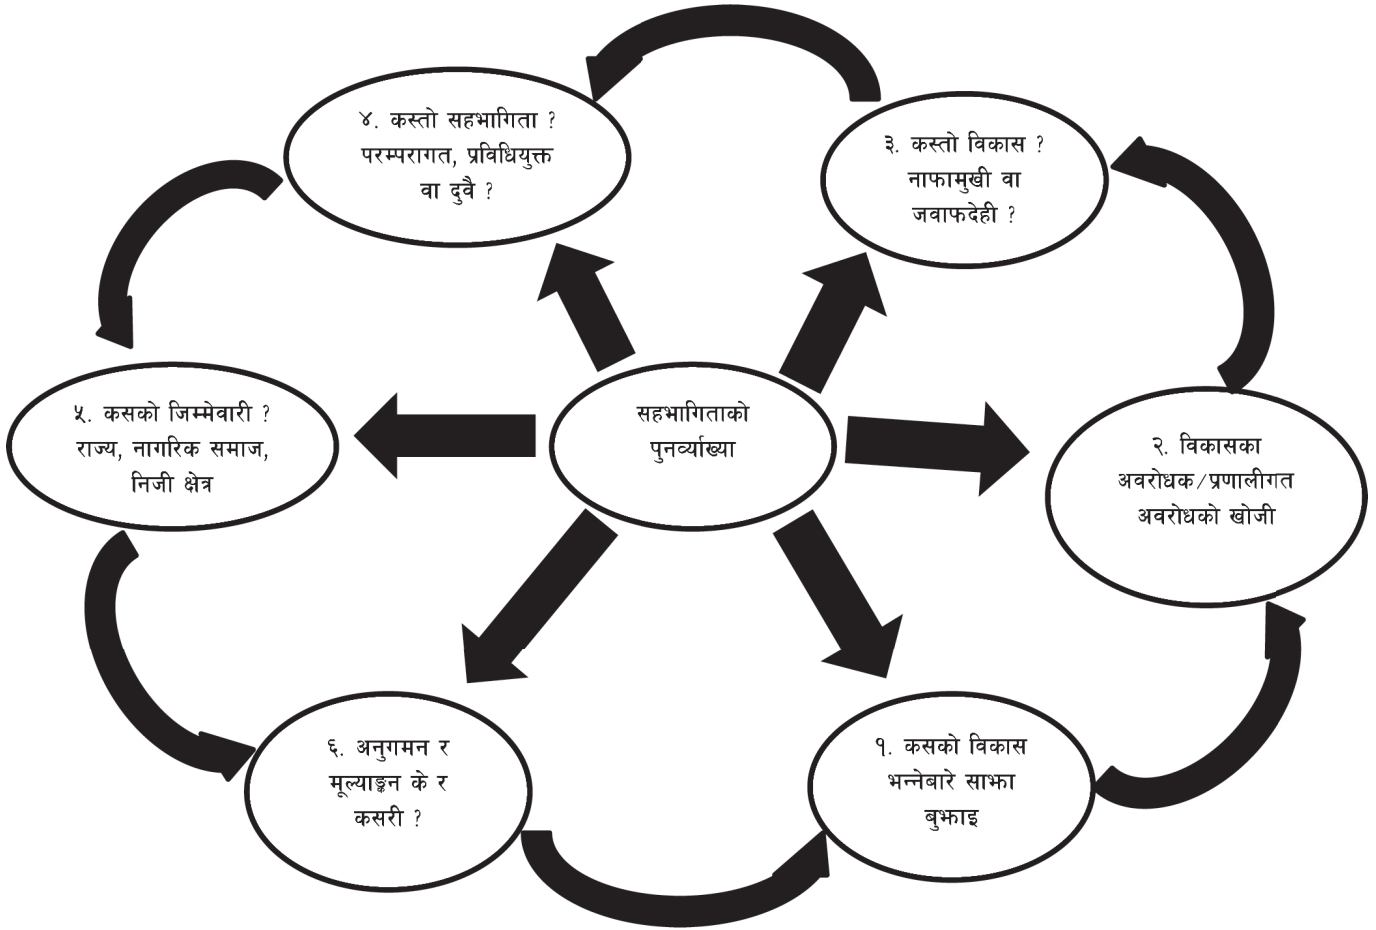 ४. कस्तो सहभागिता ?
परम्परागत, प्रविधियुक्त
वा दुवै ?
३. कस्तो विकास ?
नाफामुखी वा
जवाफदेही ?
५. कसको जिम्मेवारी ?
राज्य, नागरिक समाज,
निजी क्षेत्र
सहभागिताको
पुनर्व्याख्या
२. विकासका
अवरोधक/प्रणालीगत
अवरोधको खोजी
६. अनुगमन र
मूल्याङ्कन के र
कसरी ?
१. कसको विकास
भन्नेबारे साझा
बुझाइ